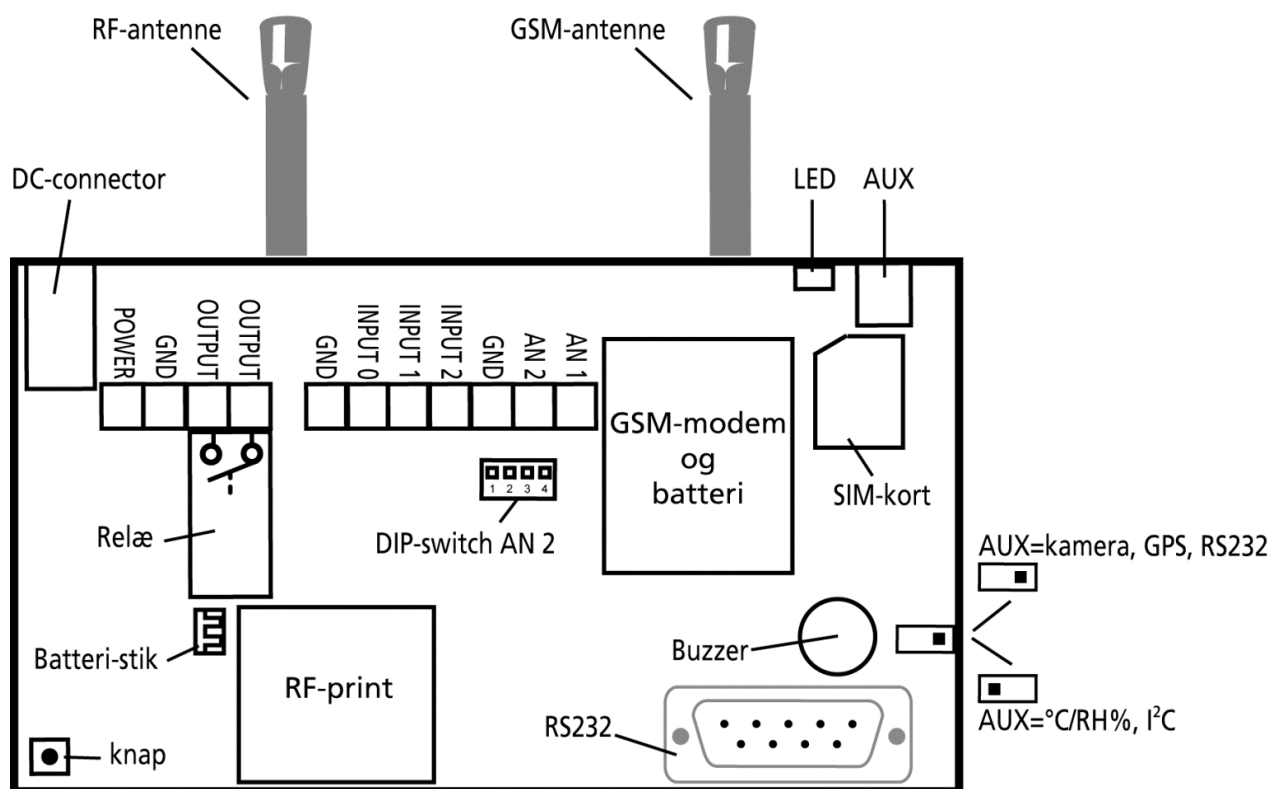 RF-antenne
GSM-antenne
DC-connector
LED
AUX
POWER
GND
OUTPUT
OUTPUT
GND
INPUT 0
INPUT 1
INPUT 2
GND
AN 2
AN 1
GSM-modem
og
batteri
SIM-kort
1 2 3 4
DIP-switch AN 2
Relæ
AUX=kamera, GPS, RS232
Batteri-stik
RF-print
Buzzer
AUX=°C/RH%, I²C
RS232
knap